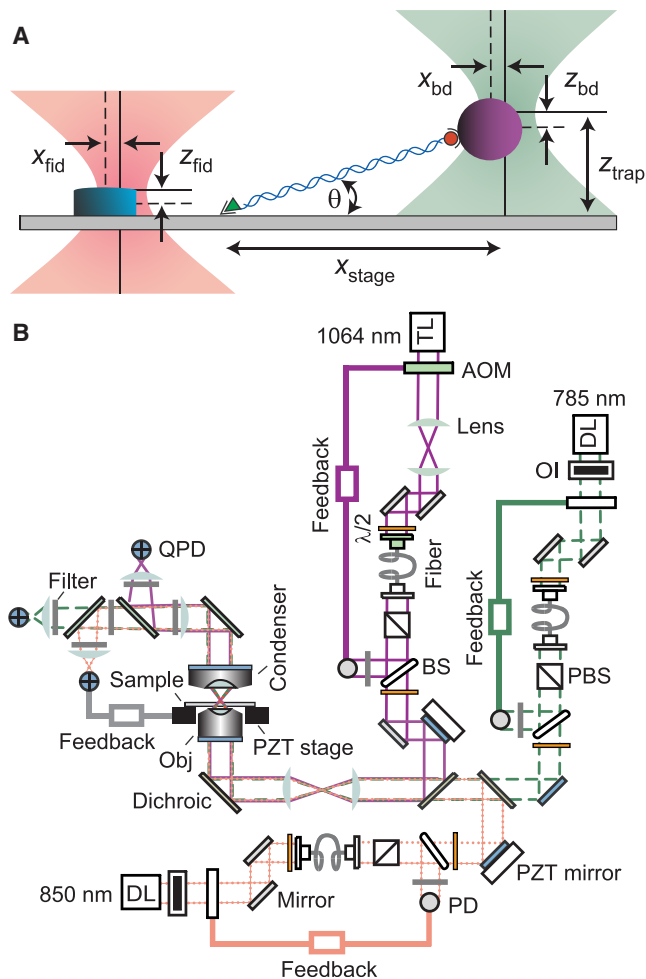 A
x_fid
z_fid
θ
x_stage
x_bd
z_bd
z_trap
B
1064 nm
TL
AOM
Lens
Feedback
λ/2
Fiber
BS
785 nm
DL
OI
Feedback
PBS
QPD
Filter
Condenser
Sample
Feedback
Obj
PZT stage
Dichroic
PZT mirror
850 nm
DL
Mirror
PD
Feedback